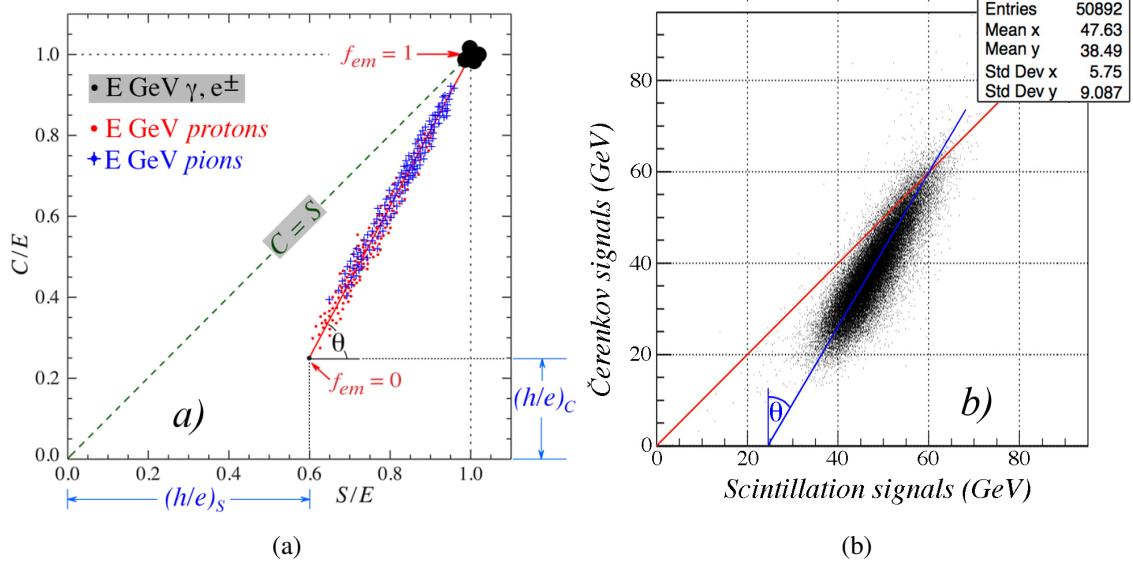 C/E
1.0
0.8
0.6
0.4
0.2
0.0
f_em = 1
• E GeV γ, e±
• E GeV protons
E GeV pions
C = S
θ
f_em = 0
(h/e)_C
a)
0.0 0.2 0.4 0.6 0.8 1.0
(h/e)_S
S/E
(a)
Entries 50892
Mean x 47.63
Mean y 38.49
Std Dev x 5.75
Std Dev y 9.087
Čerenkov signals (GeV)
80
60
40
20
0
θ
b)
0 20 40 60 80
Scintillation signals (GeV)
(b)